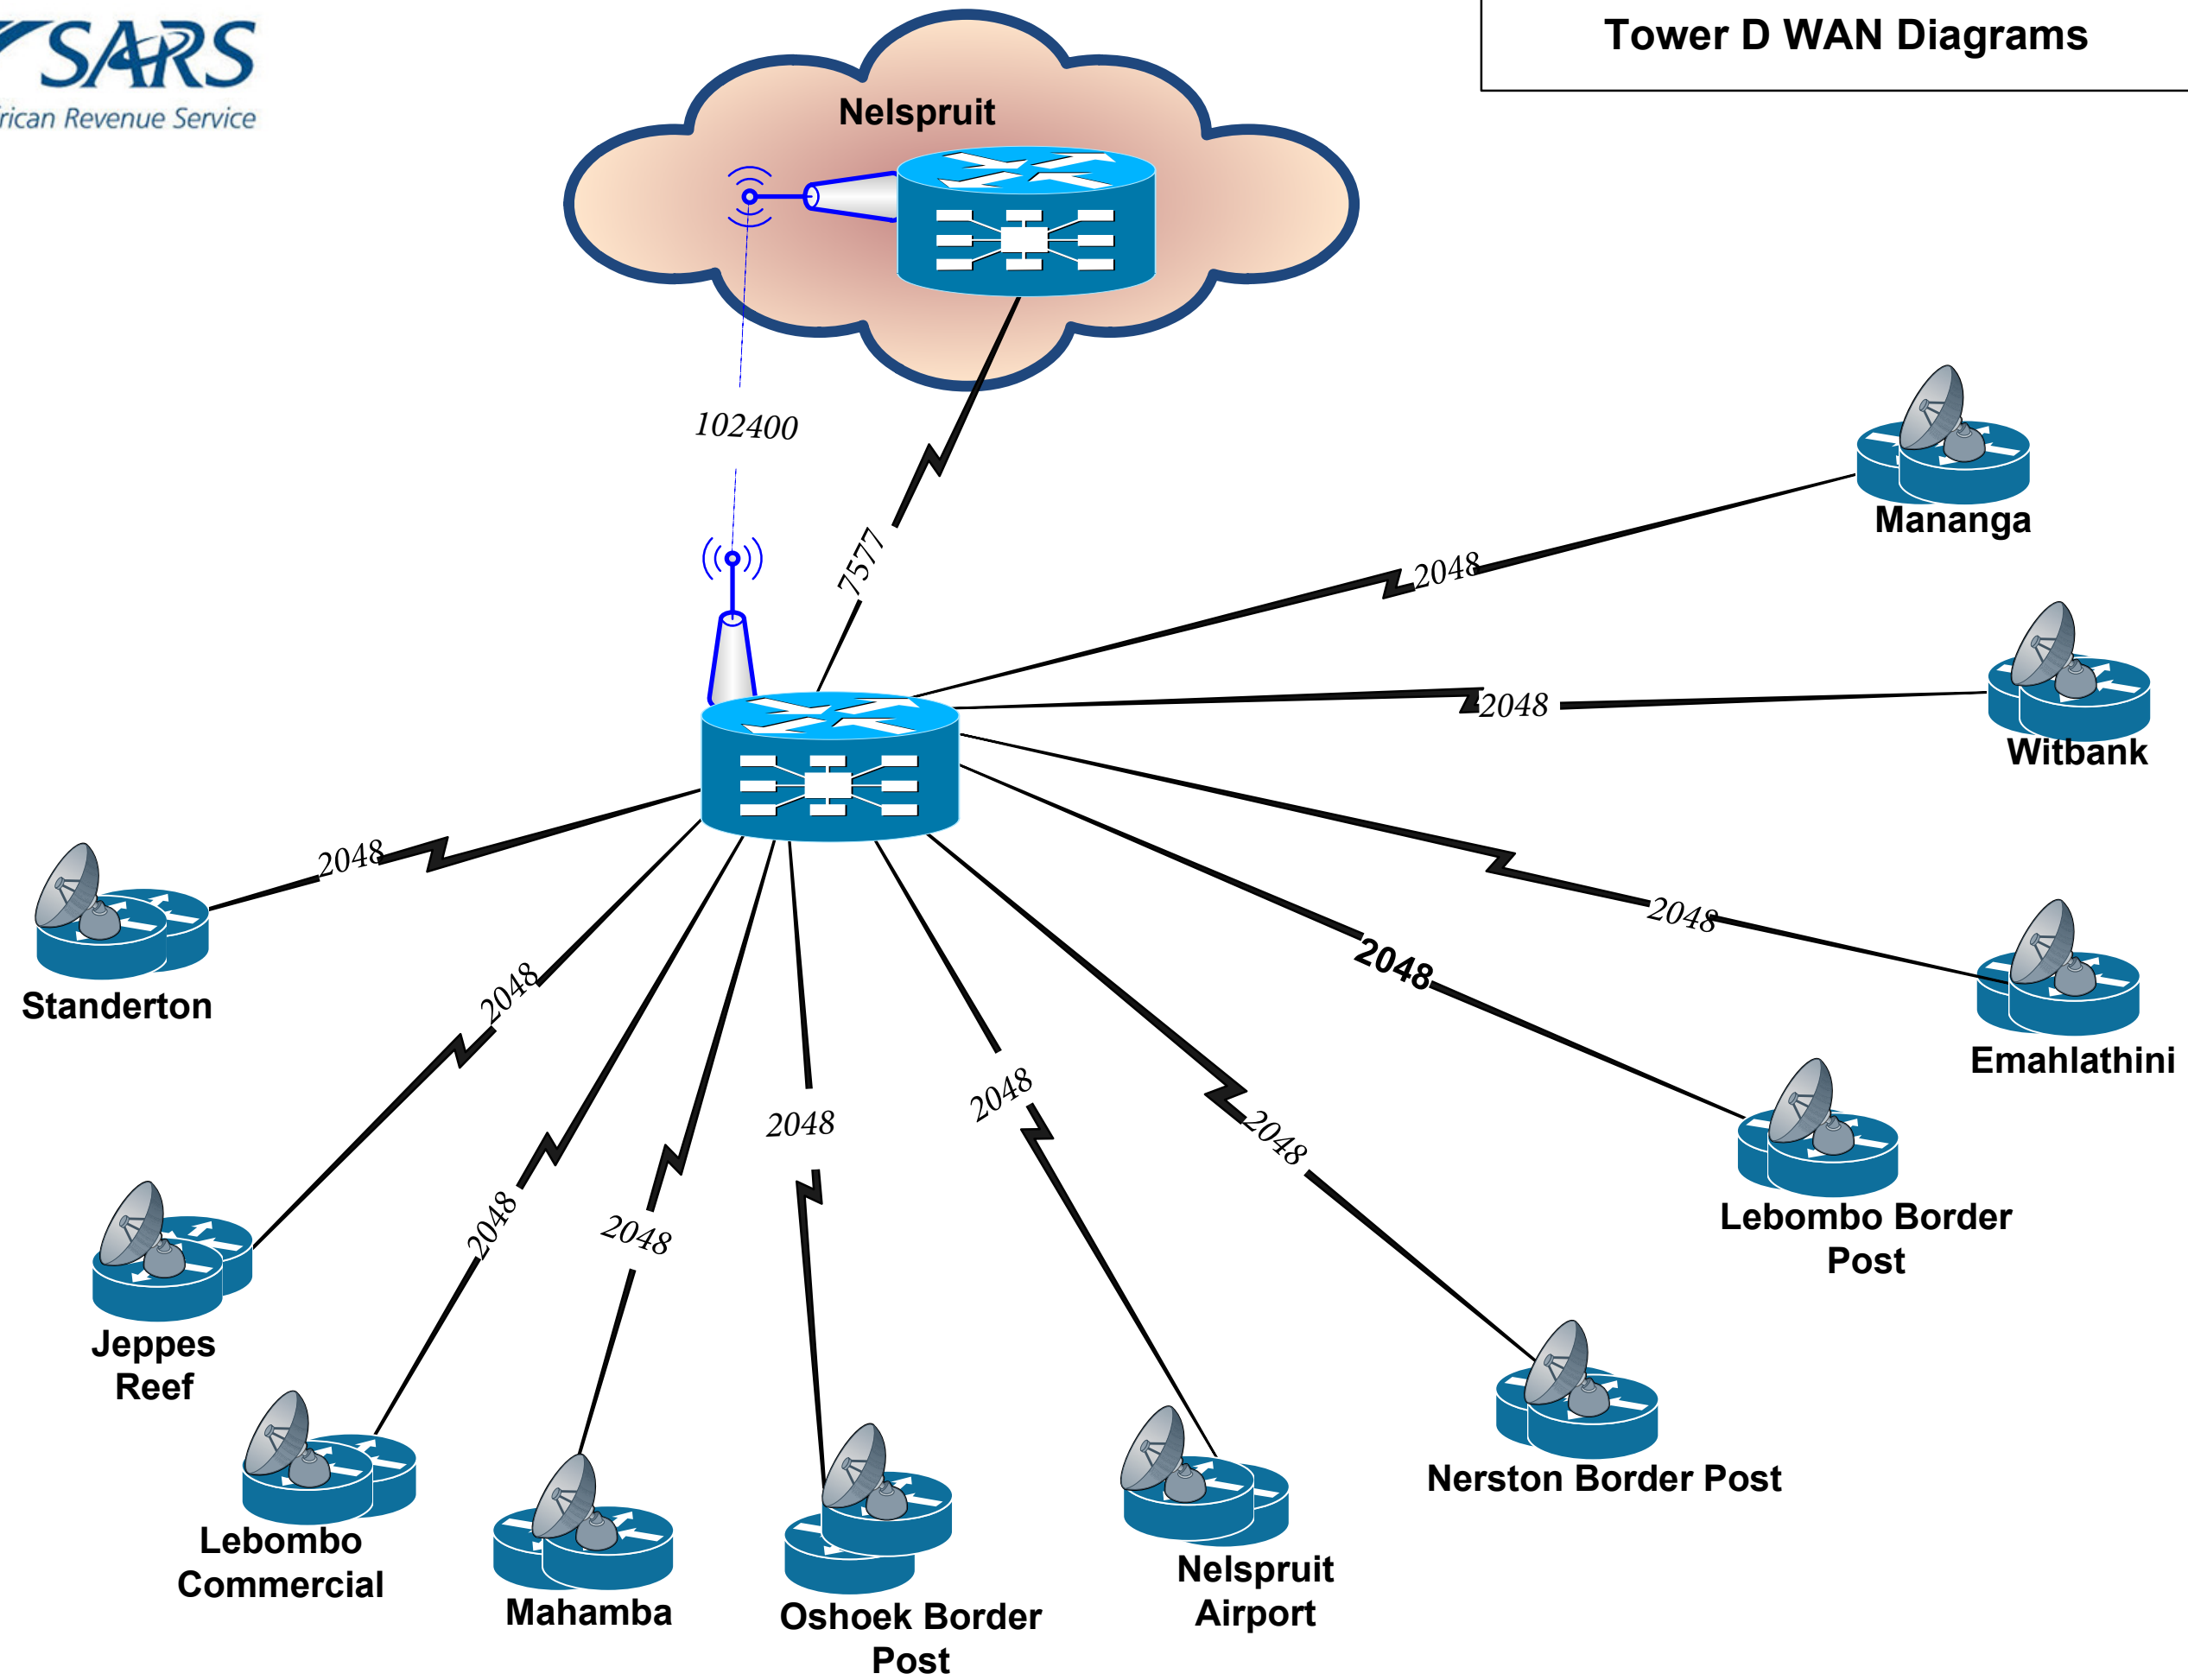 SARS
rican Revenue Service
Tower D WAN Diagrams
Nelspruit
102400
7577
2048
Mananga
2048
Witbank
2048
Emahlathini
2048
Lebombo Border
Post
2048
Nerston Border Post
2048
Nelspruit
Airport
2048
Oshoek Border
Post
2048
Mahamba
2048
Lebombo
Commercial
2048
Jeppes
Reef
2048
Standerton